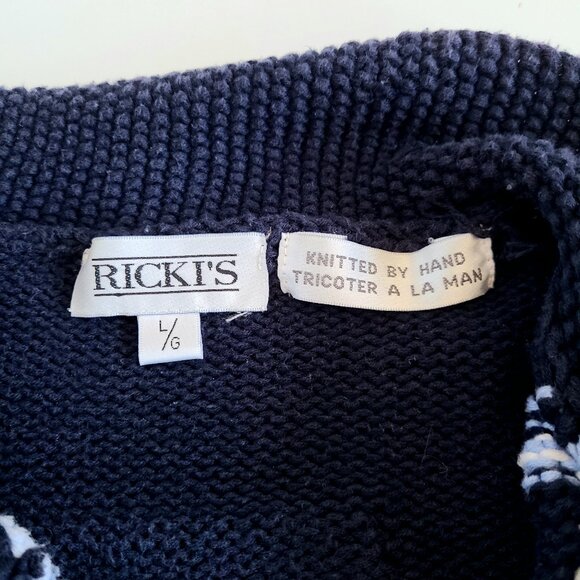 RICKI'S
L/G
KNITTED BY HAND
TRICOTER A LA MAN